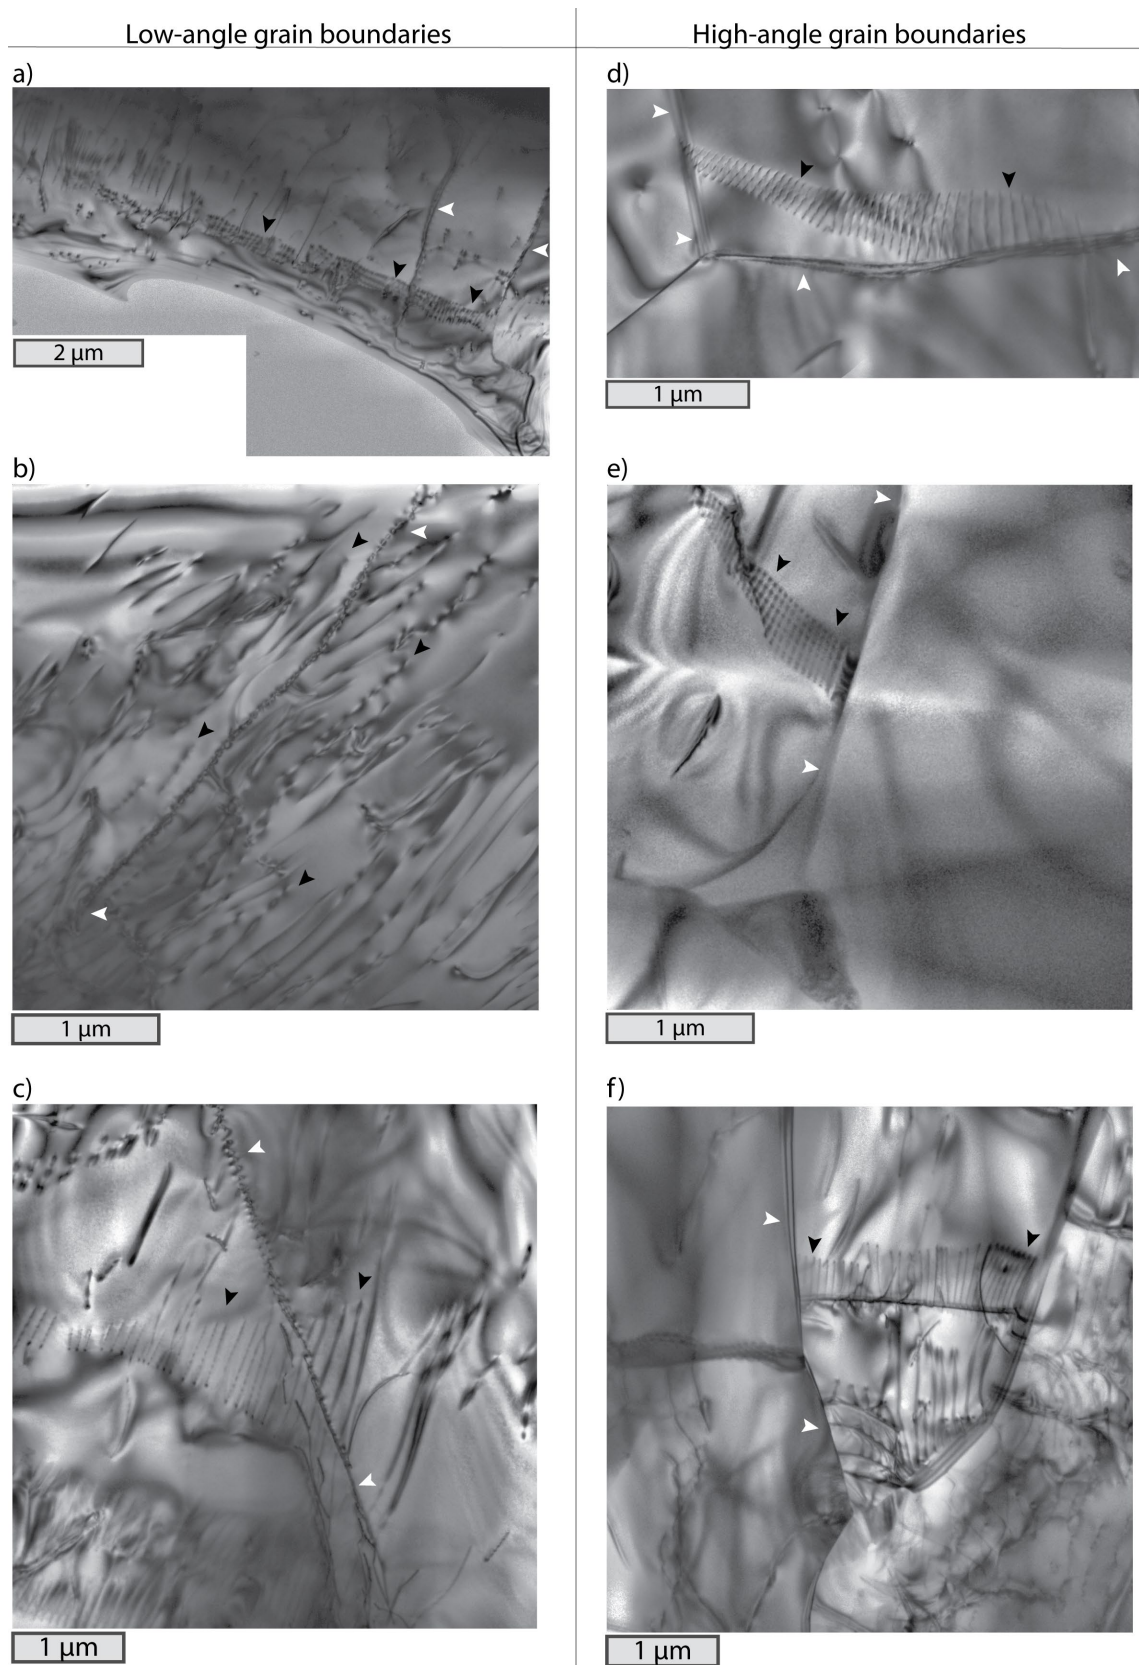 Low-angle grain boundaries
High-angle grain boundaries
a)
2 μm
b)
1 μm
c)
1 μm
d)
1 μm
e)
1 μm
f)
1 μm